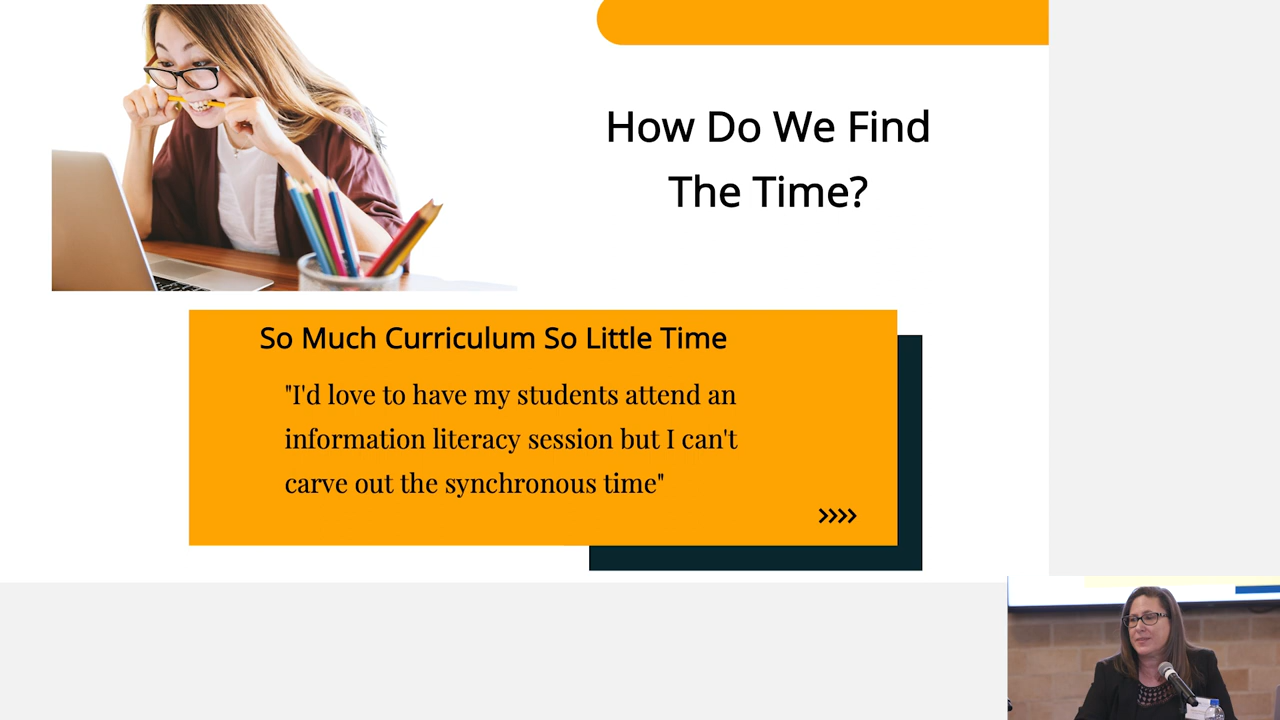 How Do We Find
The Time?
So Much Curriculum So Little Time
"I'd love to have my students attend an
information literacy session but I can't
carve out the synchronous time"